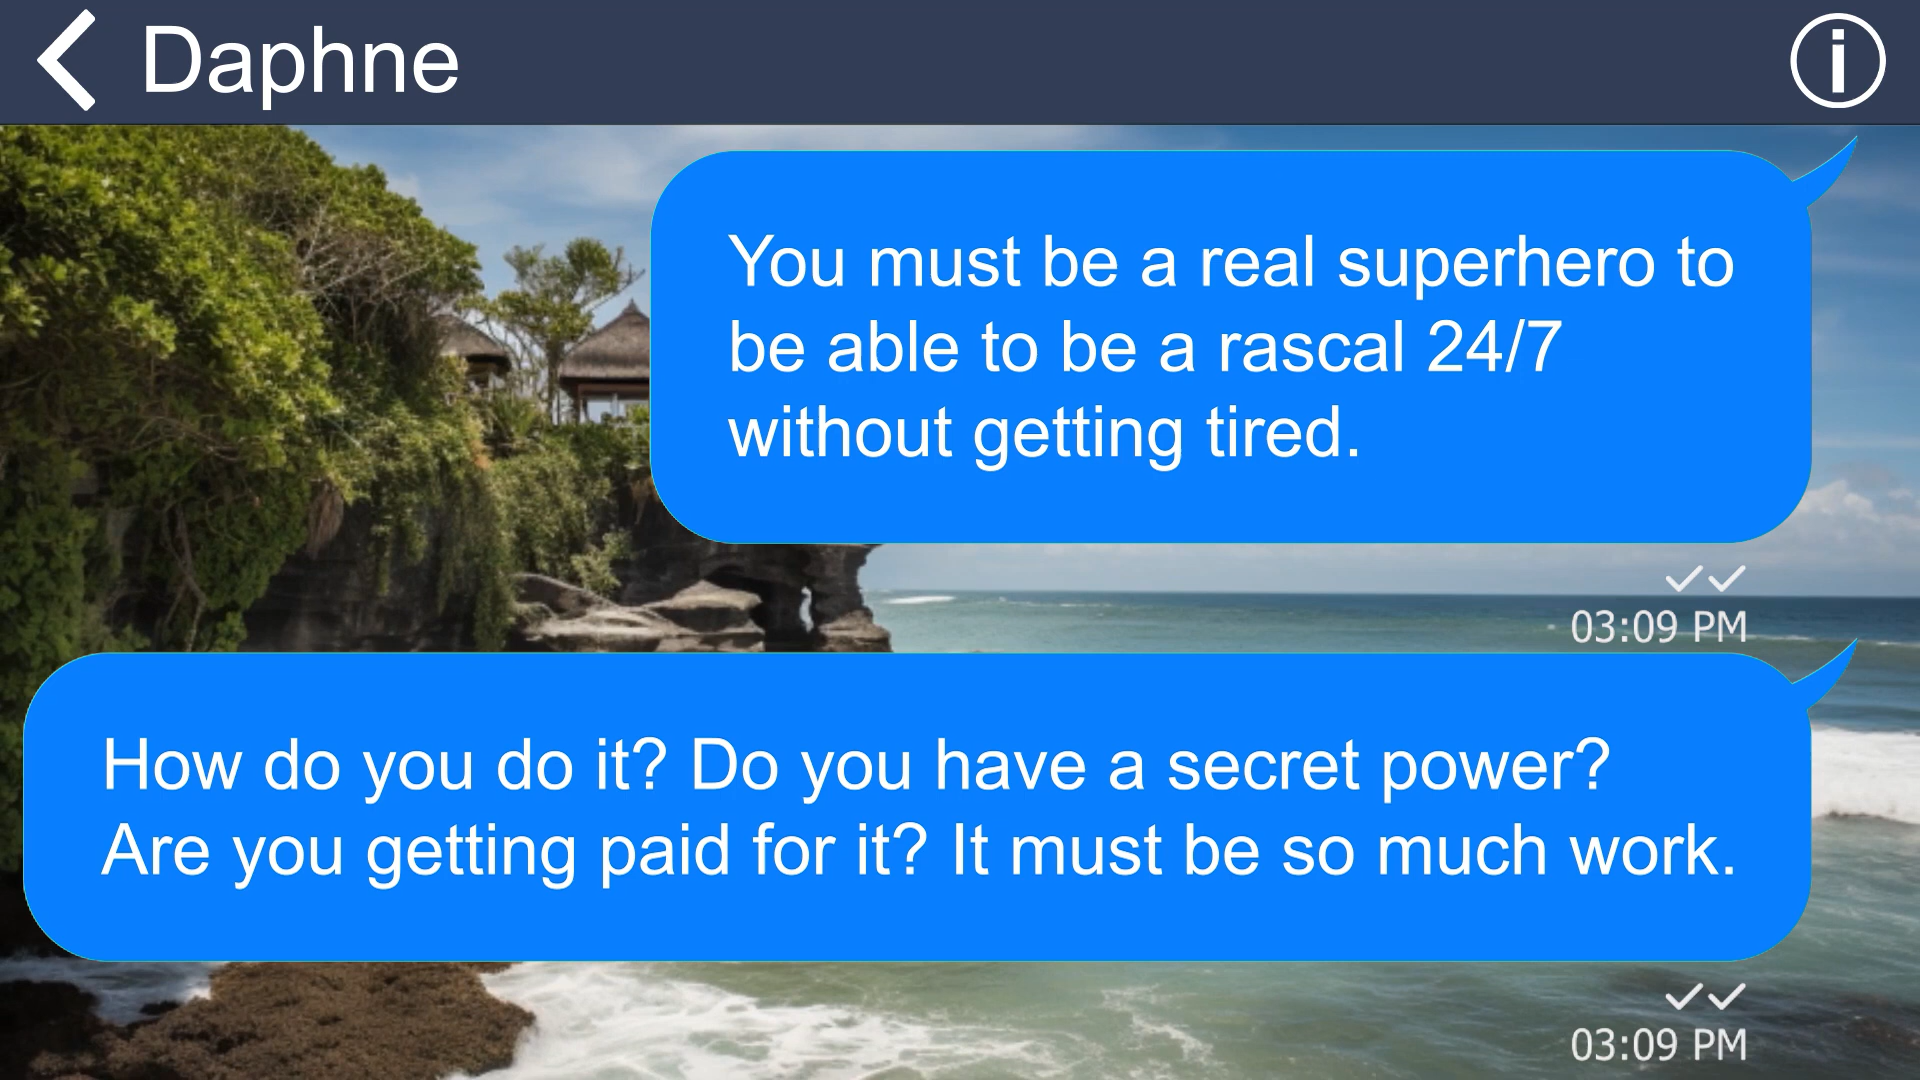 Daphne
You must be a real superhero to
be able to be a rascal 24/7
without getting tired.
03:09 PM
How do you do it? Do you have a secret power?
Are you getting paid for it? It must be so much work.
03:09 PM